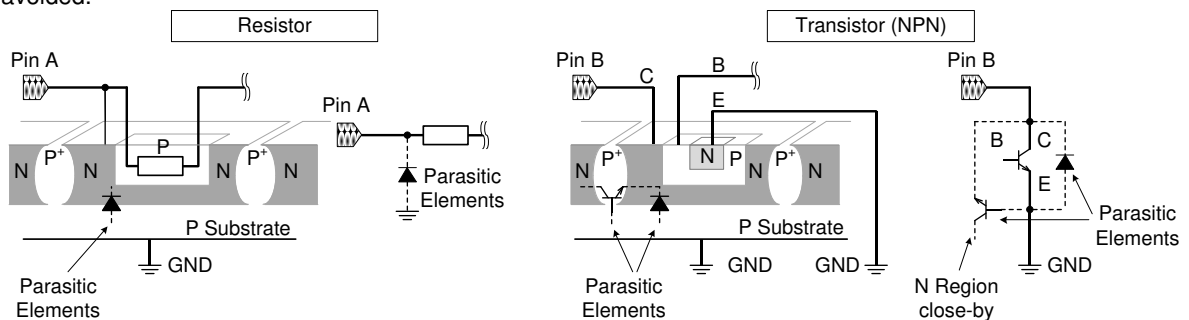 avoided.
Resistor
Transistor (NPN)
Pin A
Pin A
P
N
P+
N
N
P+
N
Parasitic
Elements
P Substrate
GND
Parasitic
Elements
Pin B
C
B
E
N
P+
N
N
P
P+
N
P Substrate
GND
GND
Parasitic
Elements
Pin B
B
C
E
Parasitic
Elements
GND
N Region
close-by